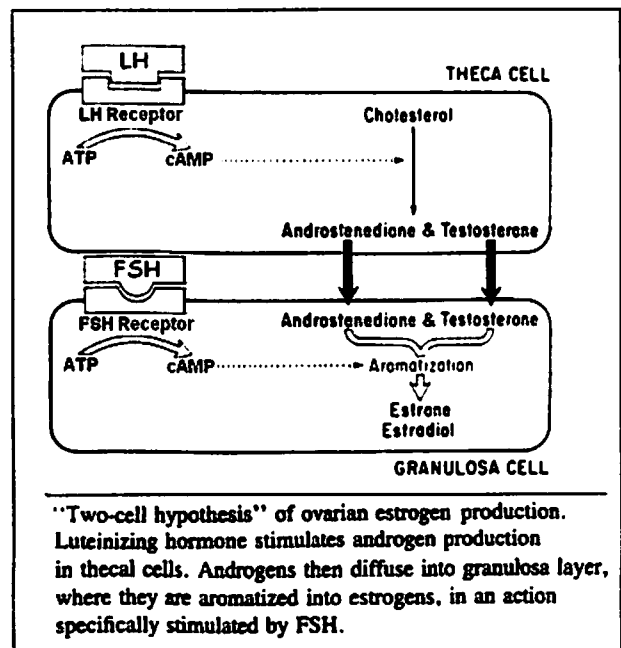 LH
THECA CELL
LH Receptor
Cholesterol
ATP
cAMP
Androstenedione & Testosterone
FSH
FSH Receptor
Androstenedione & Testosterone
ATP
cAMP
Aromatization
Estrone
Estradiol
GRANULOSA CELL
"Two-cell hypothesis" of ovarian estrogen production.
Luteinizing hormone stimulates androgen production
in thecal cells. Androgens then diffuse into granulosa layer,
where they are aromatized into estrogens, in an action
specifically stimulated by FSH.